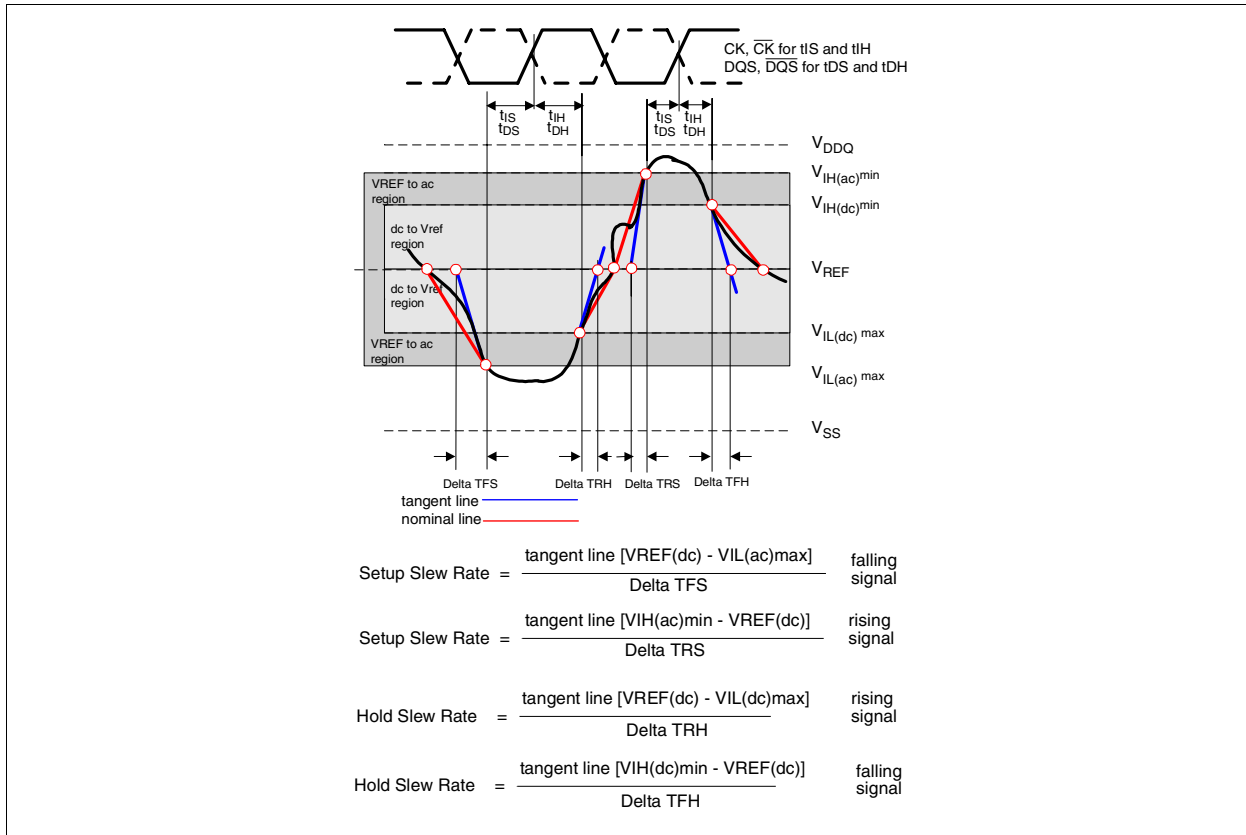 CK, CK for tIS and tIH
DQS, DQS for tDS and tDH
tIS
tDS
tIH
tDH
tIS
tDS
tIH
tDH
VDDQ
VREF to ac
region
VIH(ac)min
VIH(dc)min
dc to Vref
region
VREF
dc to Vref
region
VIL(dc) max
VREF to ac
region
VIL(ac) max
VSS
Delta TFS
Delta TRH
Delta TRS
Delta TFH
tangent line
nominal line
Setup Slew Rate = tangent line [VREF(dc) - VIL(ac)max]
Delta TFS
falling
signal
Setup Slew Rate = tangent line [VIH(ac)min - VREF(dc)]
Delta TRS
rising
signal
Hold Slew Rate = tangent line [VREF(dc) - VIL(dc)max]
Delta TRH
rising
signal
Hold Slew Rate = tangent line [VIH(dc)min - VREF(dc)]
Delta TFH
falling
signal